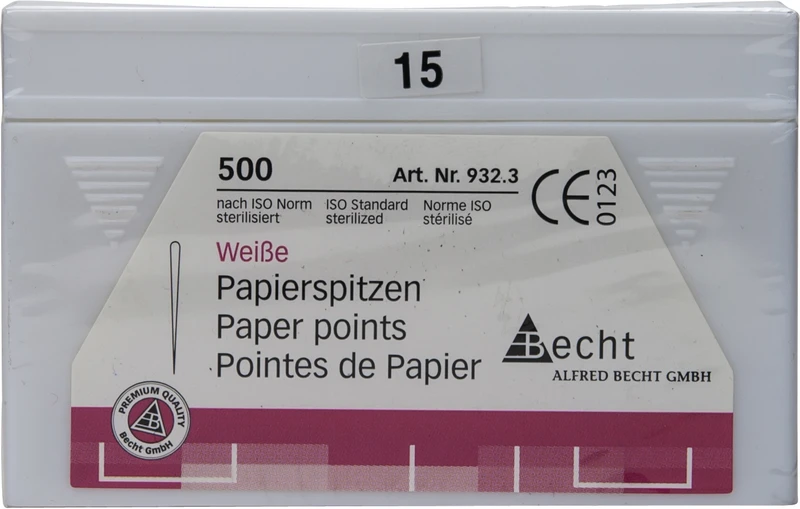 15
500 Art. Nr. 932.3
nach ISO Norm ISO Standard Norme ISO
sterilisiert sterilized stérilisé
CE 0123
Weiße
Papierspitzen
Paper points
Pointes de Papier
Becht
ALFRED BECHT GMBH
PREMIUM QUALITY
Becht GmbH